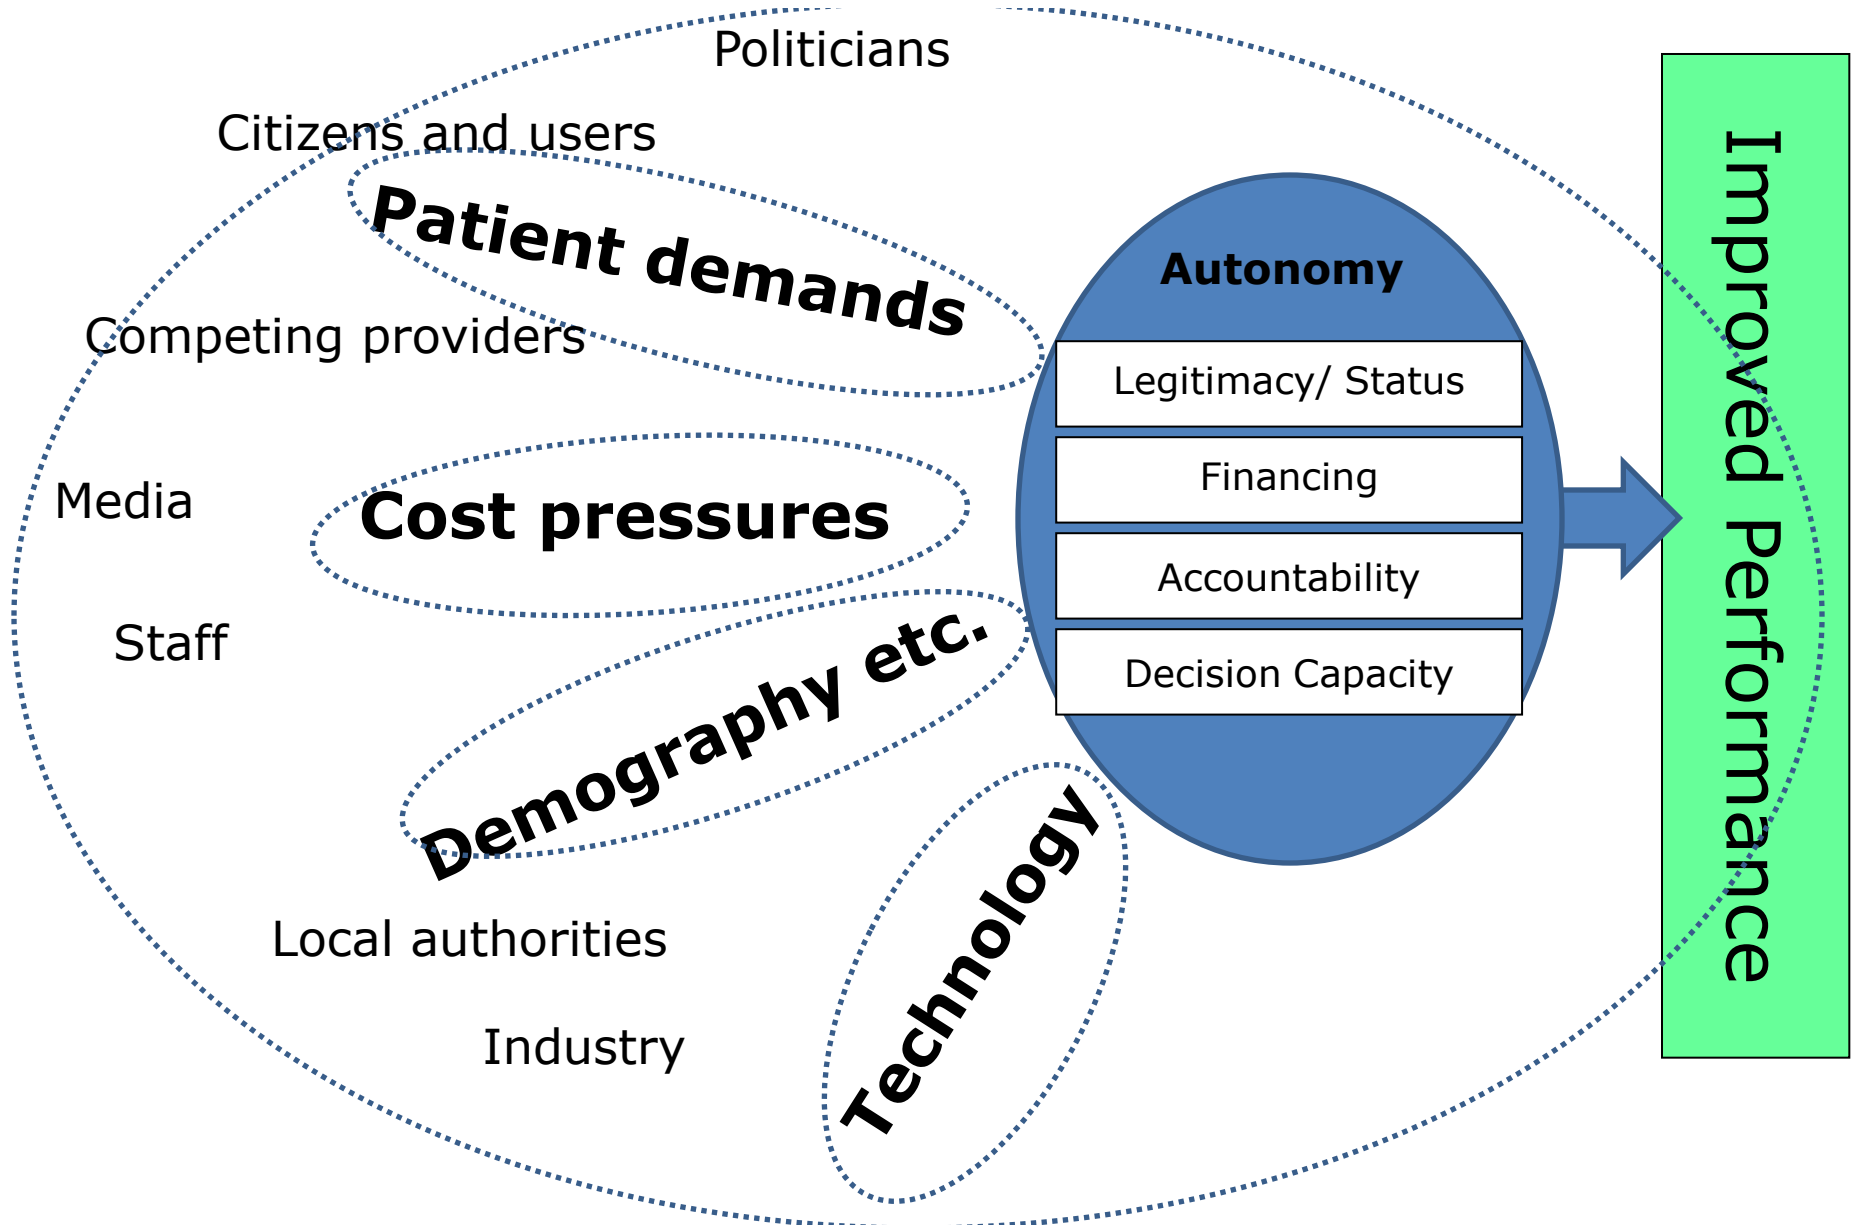 Politicians
Citizens and users
Patient demands
Competing providers
Cost pressures
Media
Staff
Demography etc.
Local authorities
Industry
Technology
Autonomy
Legitimacy/ Status
Financing
Accountability
Decision Capacity
Improved Performance